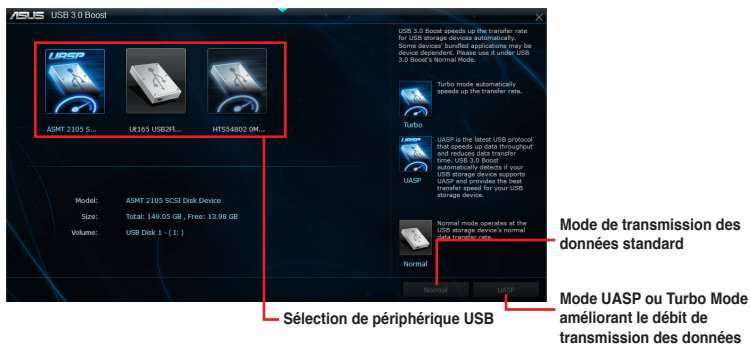 ASUS USB 3.0 Boost
UASP
ASMT 2105 S...
Ut165 USB2Fl...
HTS54802 0M...
Model: ASMT 2105 SCSI Disk Device
Size: Total: 149.05 GB , Free: 13.98 GB
Volume: USB Disk 1 - ( I: )
USB 3.0 Boost speeds up the transfer rate
for USB storage devices automatically.
Some devices' bundled applications may be
device dependent. Please use it under USB
3.0 Boost's Normal Mode.
Turbo mode automatically
speeds up the transfer rate.
Turbo
UASP
UASP is the latest USB protocol
that speeds up data throughput
and reduces data transfer
time. USB 3.0 Boost
automatically detects if your
USB storage device supports
UASP and provides the best
transfer speed for your USB
storage device.
UASP
Normal mode operates at the
USB storage device's normal
data transfer rate.
Normal
Normal
UASP
Mode de transmission des
données standard
Mode UASP ou Turbo Mode
améliorant le débit de
transmission des données
Sélection de périphérique USB